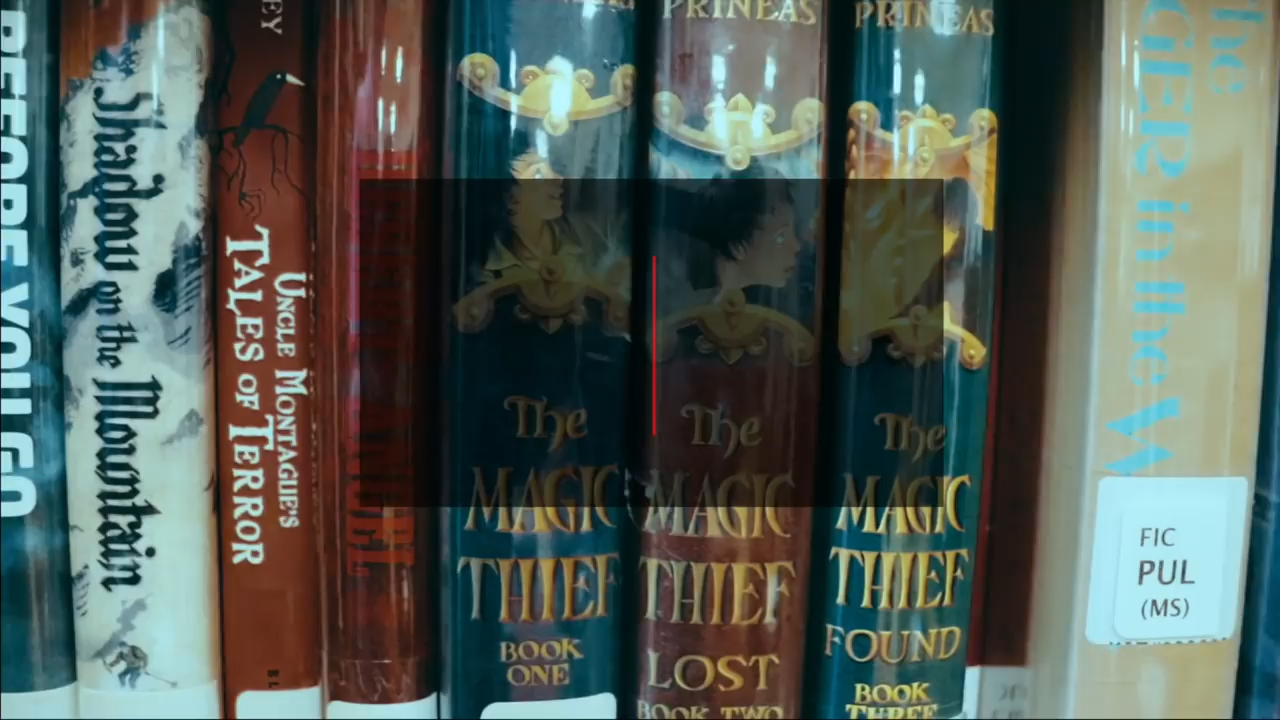 BEFORE YOU GO
Shadow on the Mountain
UNCLE MONTAGUE'S
TALES OF TERROR
The
MAGIC
THIEF
BOOK
ONE
PRINEAS
The
MAGIC
THIEF
LOST
BOOK TWO
PRINEAS
The
MAGIC
THIEF
FOUND
BOOK
THREE
The
in the
FIC
PUL
(MS)